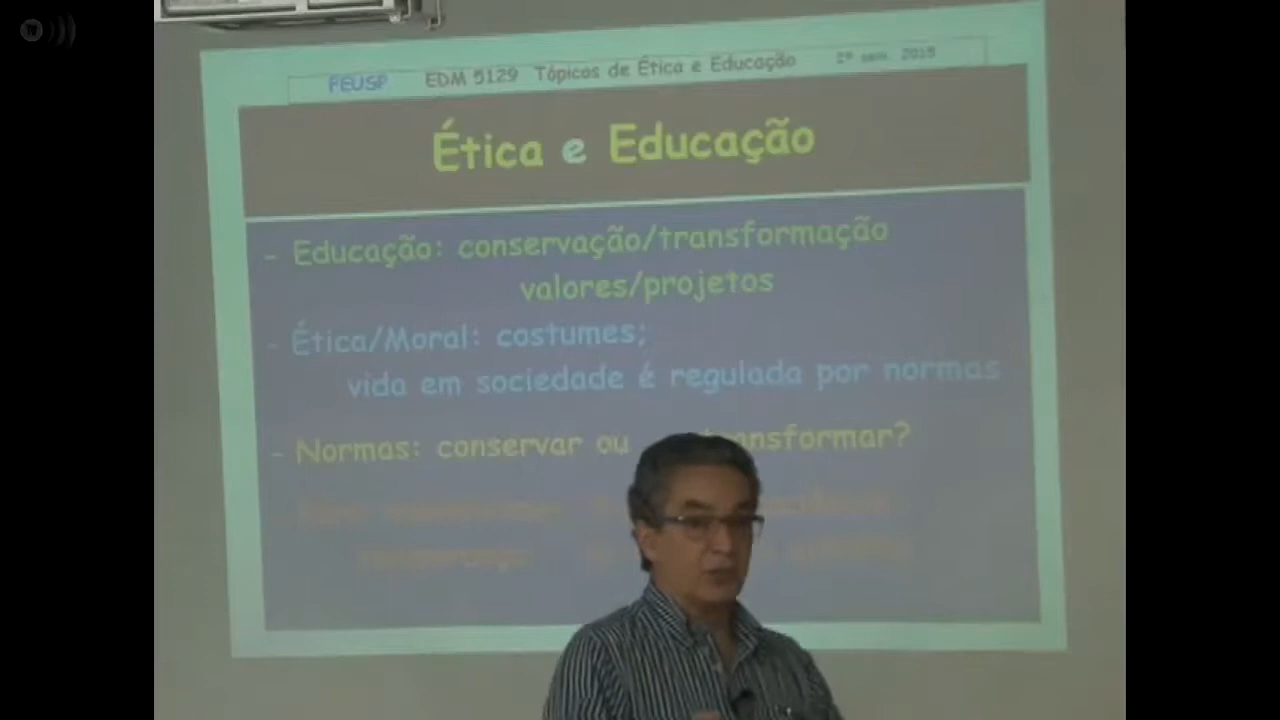 FEUSP EDM 5129 Tópicos de Ética e Educação 2º sem. 2015
Ética e Educação
- Educação: conservação/transformação
valores/projetos
- Ética/Moral: costumes;
vida em sociedade é regulada por normas
- Normas: conservar ou transformar?